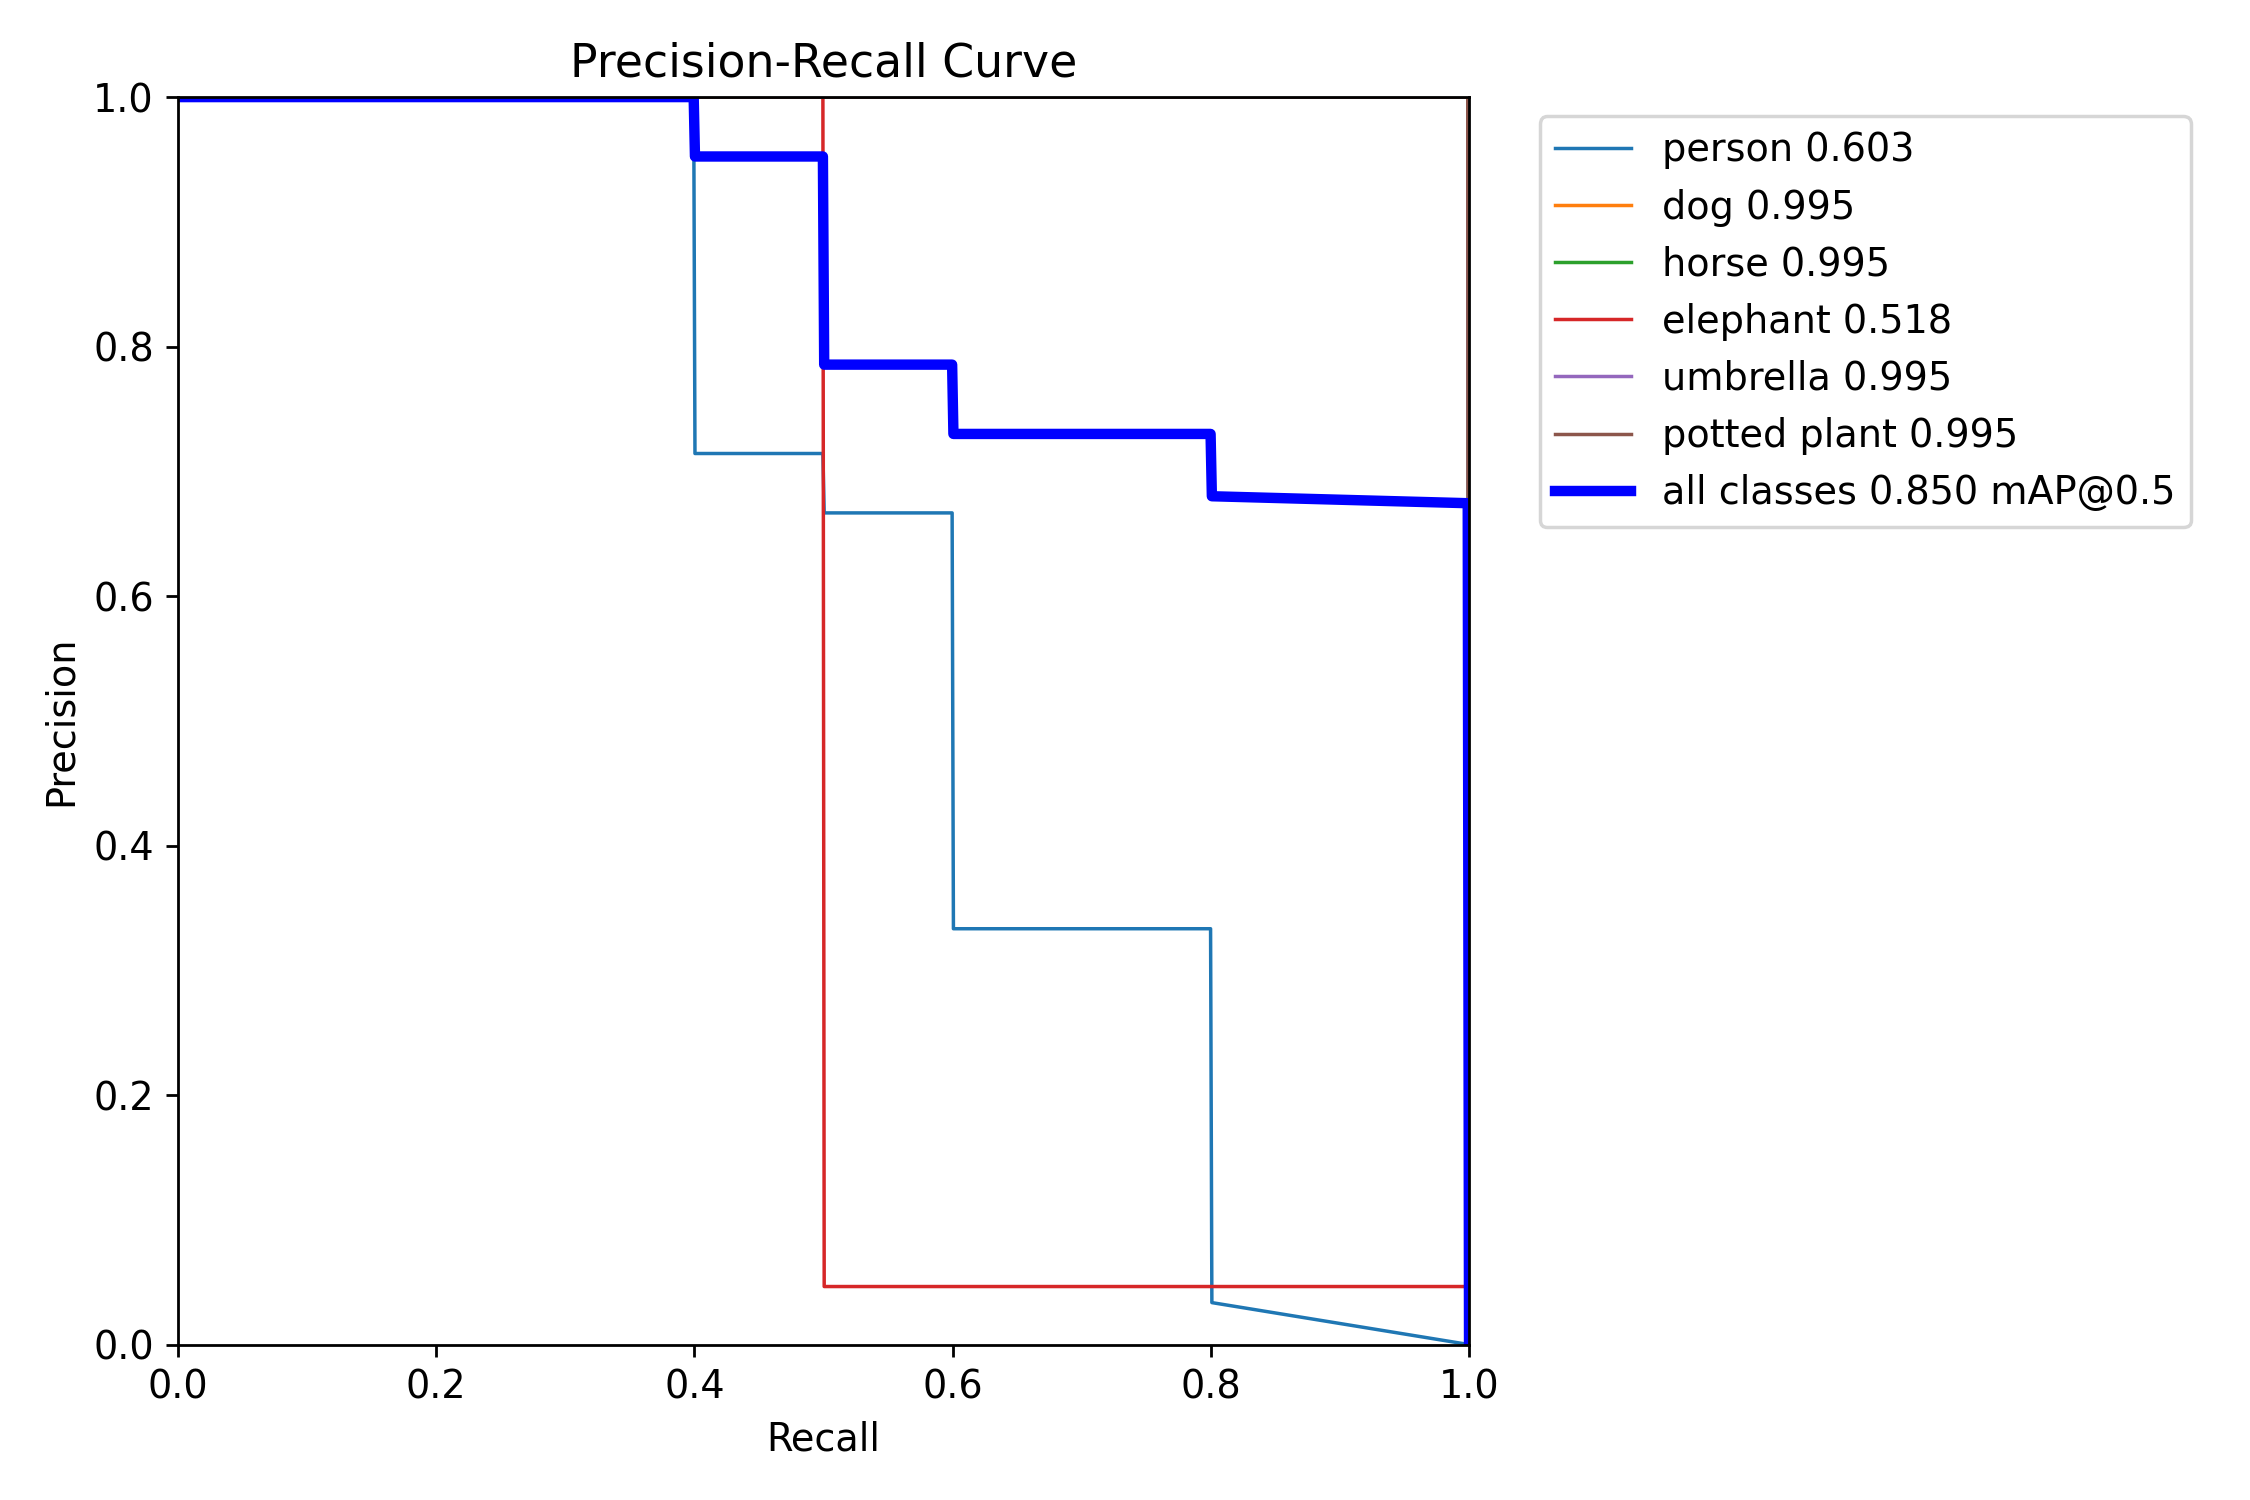 Precision-Recall Curve
1.0
0.8
0.6
0.4
0.2
0.0
Precision
0.0 0.2 0.4 0.6 0.8 1.0
Recall
person 0.603
dog 0.995
horse 0.995
elephant 0.518
umbrella 0.995
potted plant 0.995
all classes 0.850 mAP@0.5